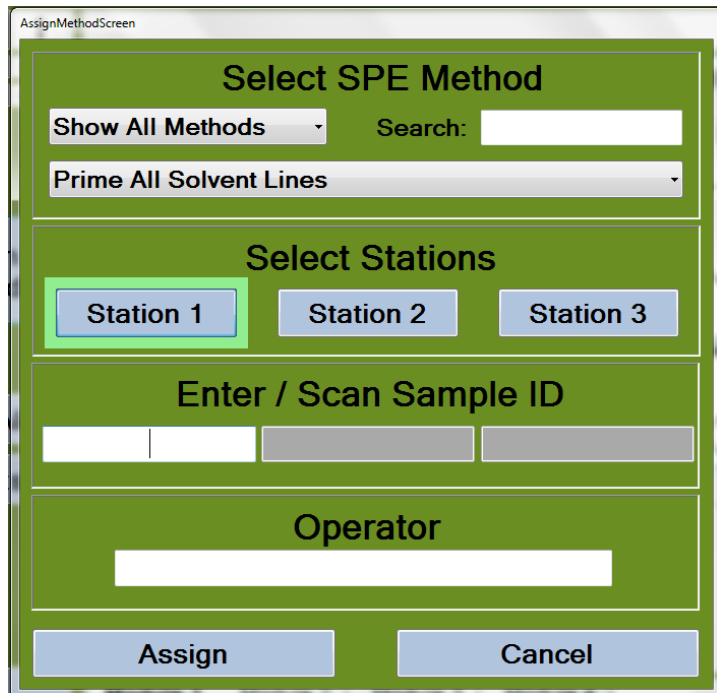 AssignMethodScreen
Select SPE Method
Show All Methods Search:
Prime All Solvent Lines
Select Stations
Station 1 Station 2 Station 3
Enter / Scan Sample ID
Operator
Assign Cancel